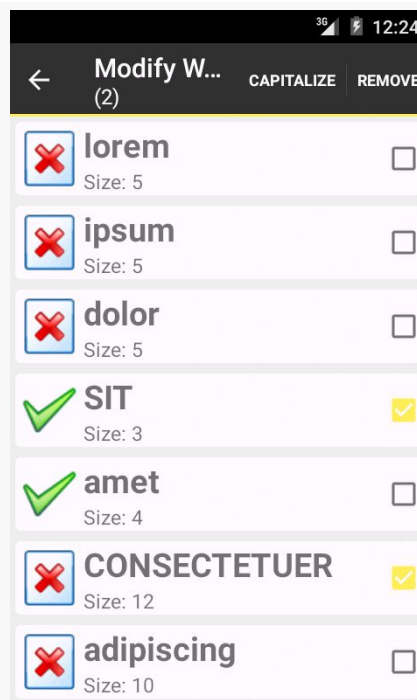 3G 12:24
Modify W... CAPITALIZE REMOVE
(2)
lorem
Size: 5
ipsum
Size: 5
dolor
Size: 5
SIT
Size: 3
amet
Size: 4
CONSECTETUER
Size: 12
adipiscing
Size: 10